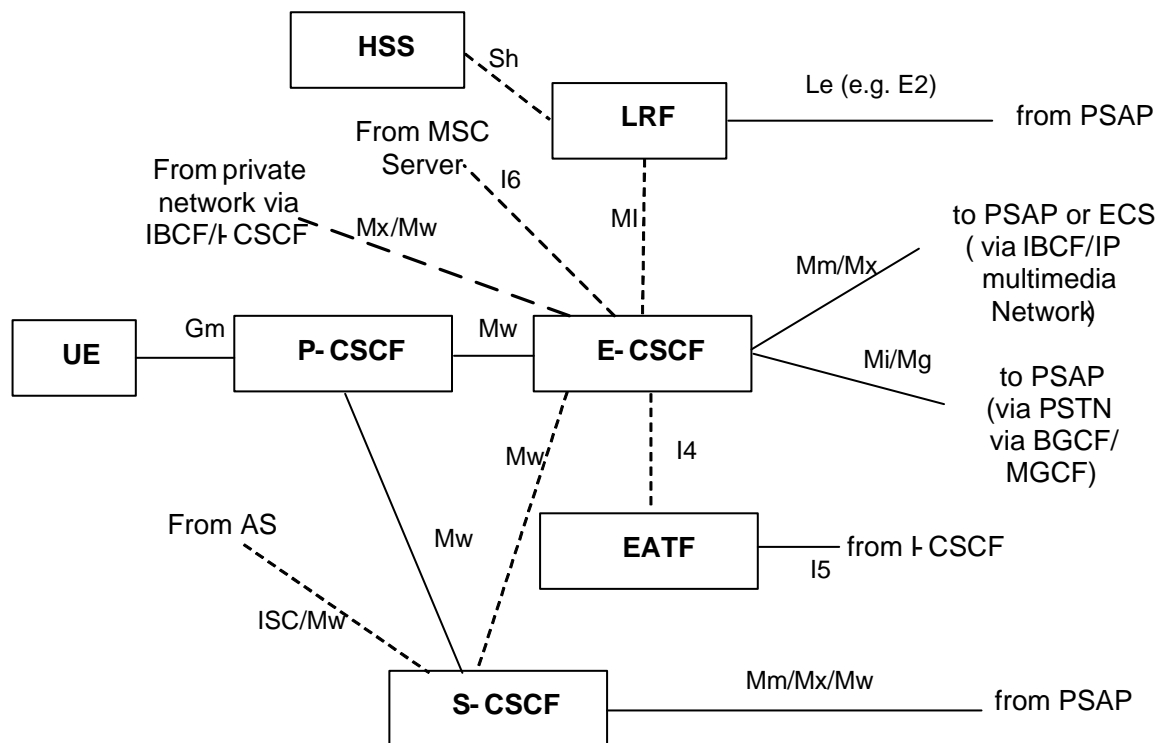 HSS
Sh
Le (e.g. E2)
LRF
from PSAP
From MSC
Server
I6
From private
network via
IBCF/I-CSCF
Mx/Mw
Ml
to PSAP or ECS
( via IBCF/IP
multimedia
Network)
Mm/Mx
UE
Gm
P- CSCF
Mw
E- CSCF
Mi/Mg
to PSAP
(via PSTN
via BGCF/
MGCF)
Mw
I4
From AS
Mw
EATF
from I-CSCF
I5
ISC/Mw
S- CSCF
Mm/Mx/Mw
from PSAP